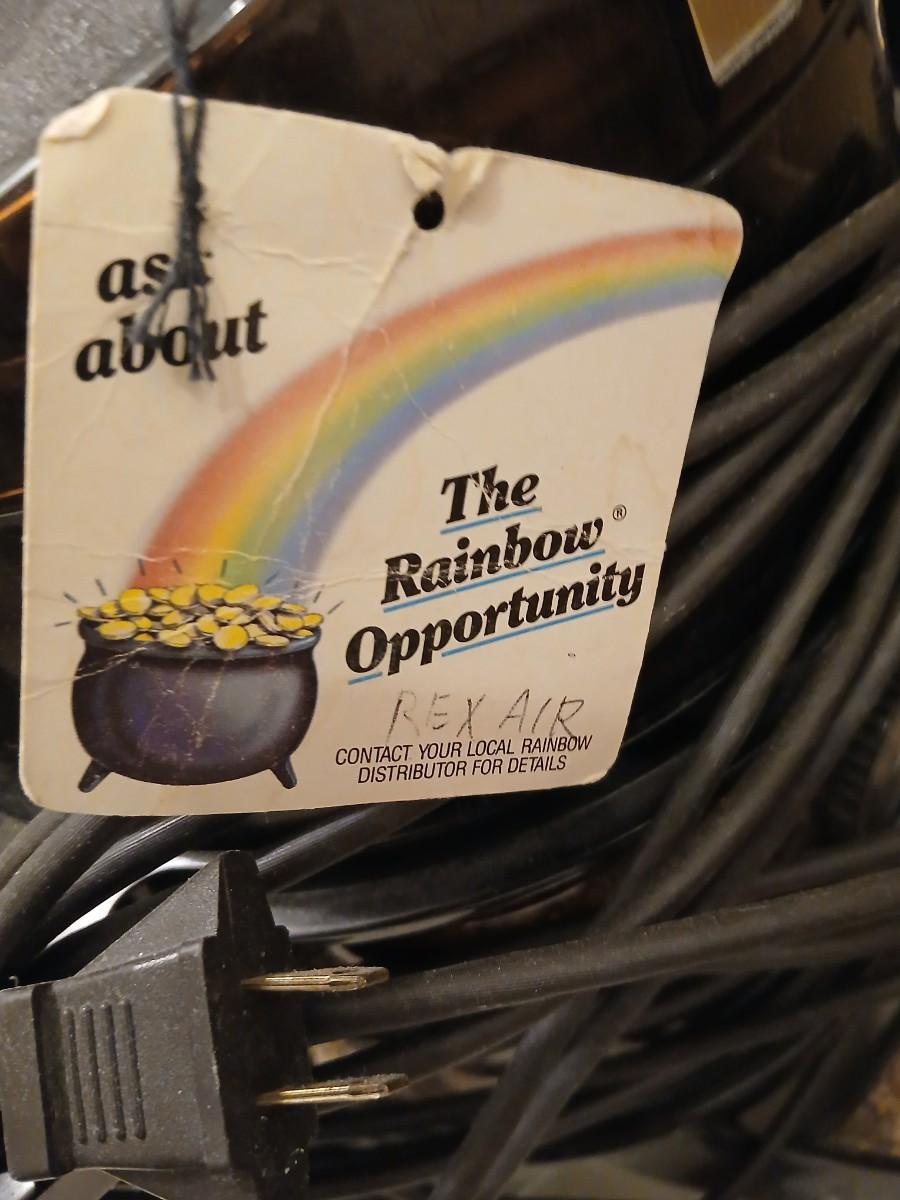 ask
about
The
Rainbow®
Opportunity
REX AIR
CONTACT YOUR LOCAL RAINBOW
DISTRIBUTOR FOR DETAILS